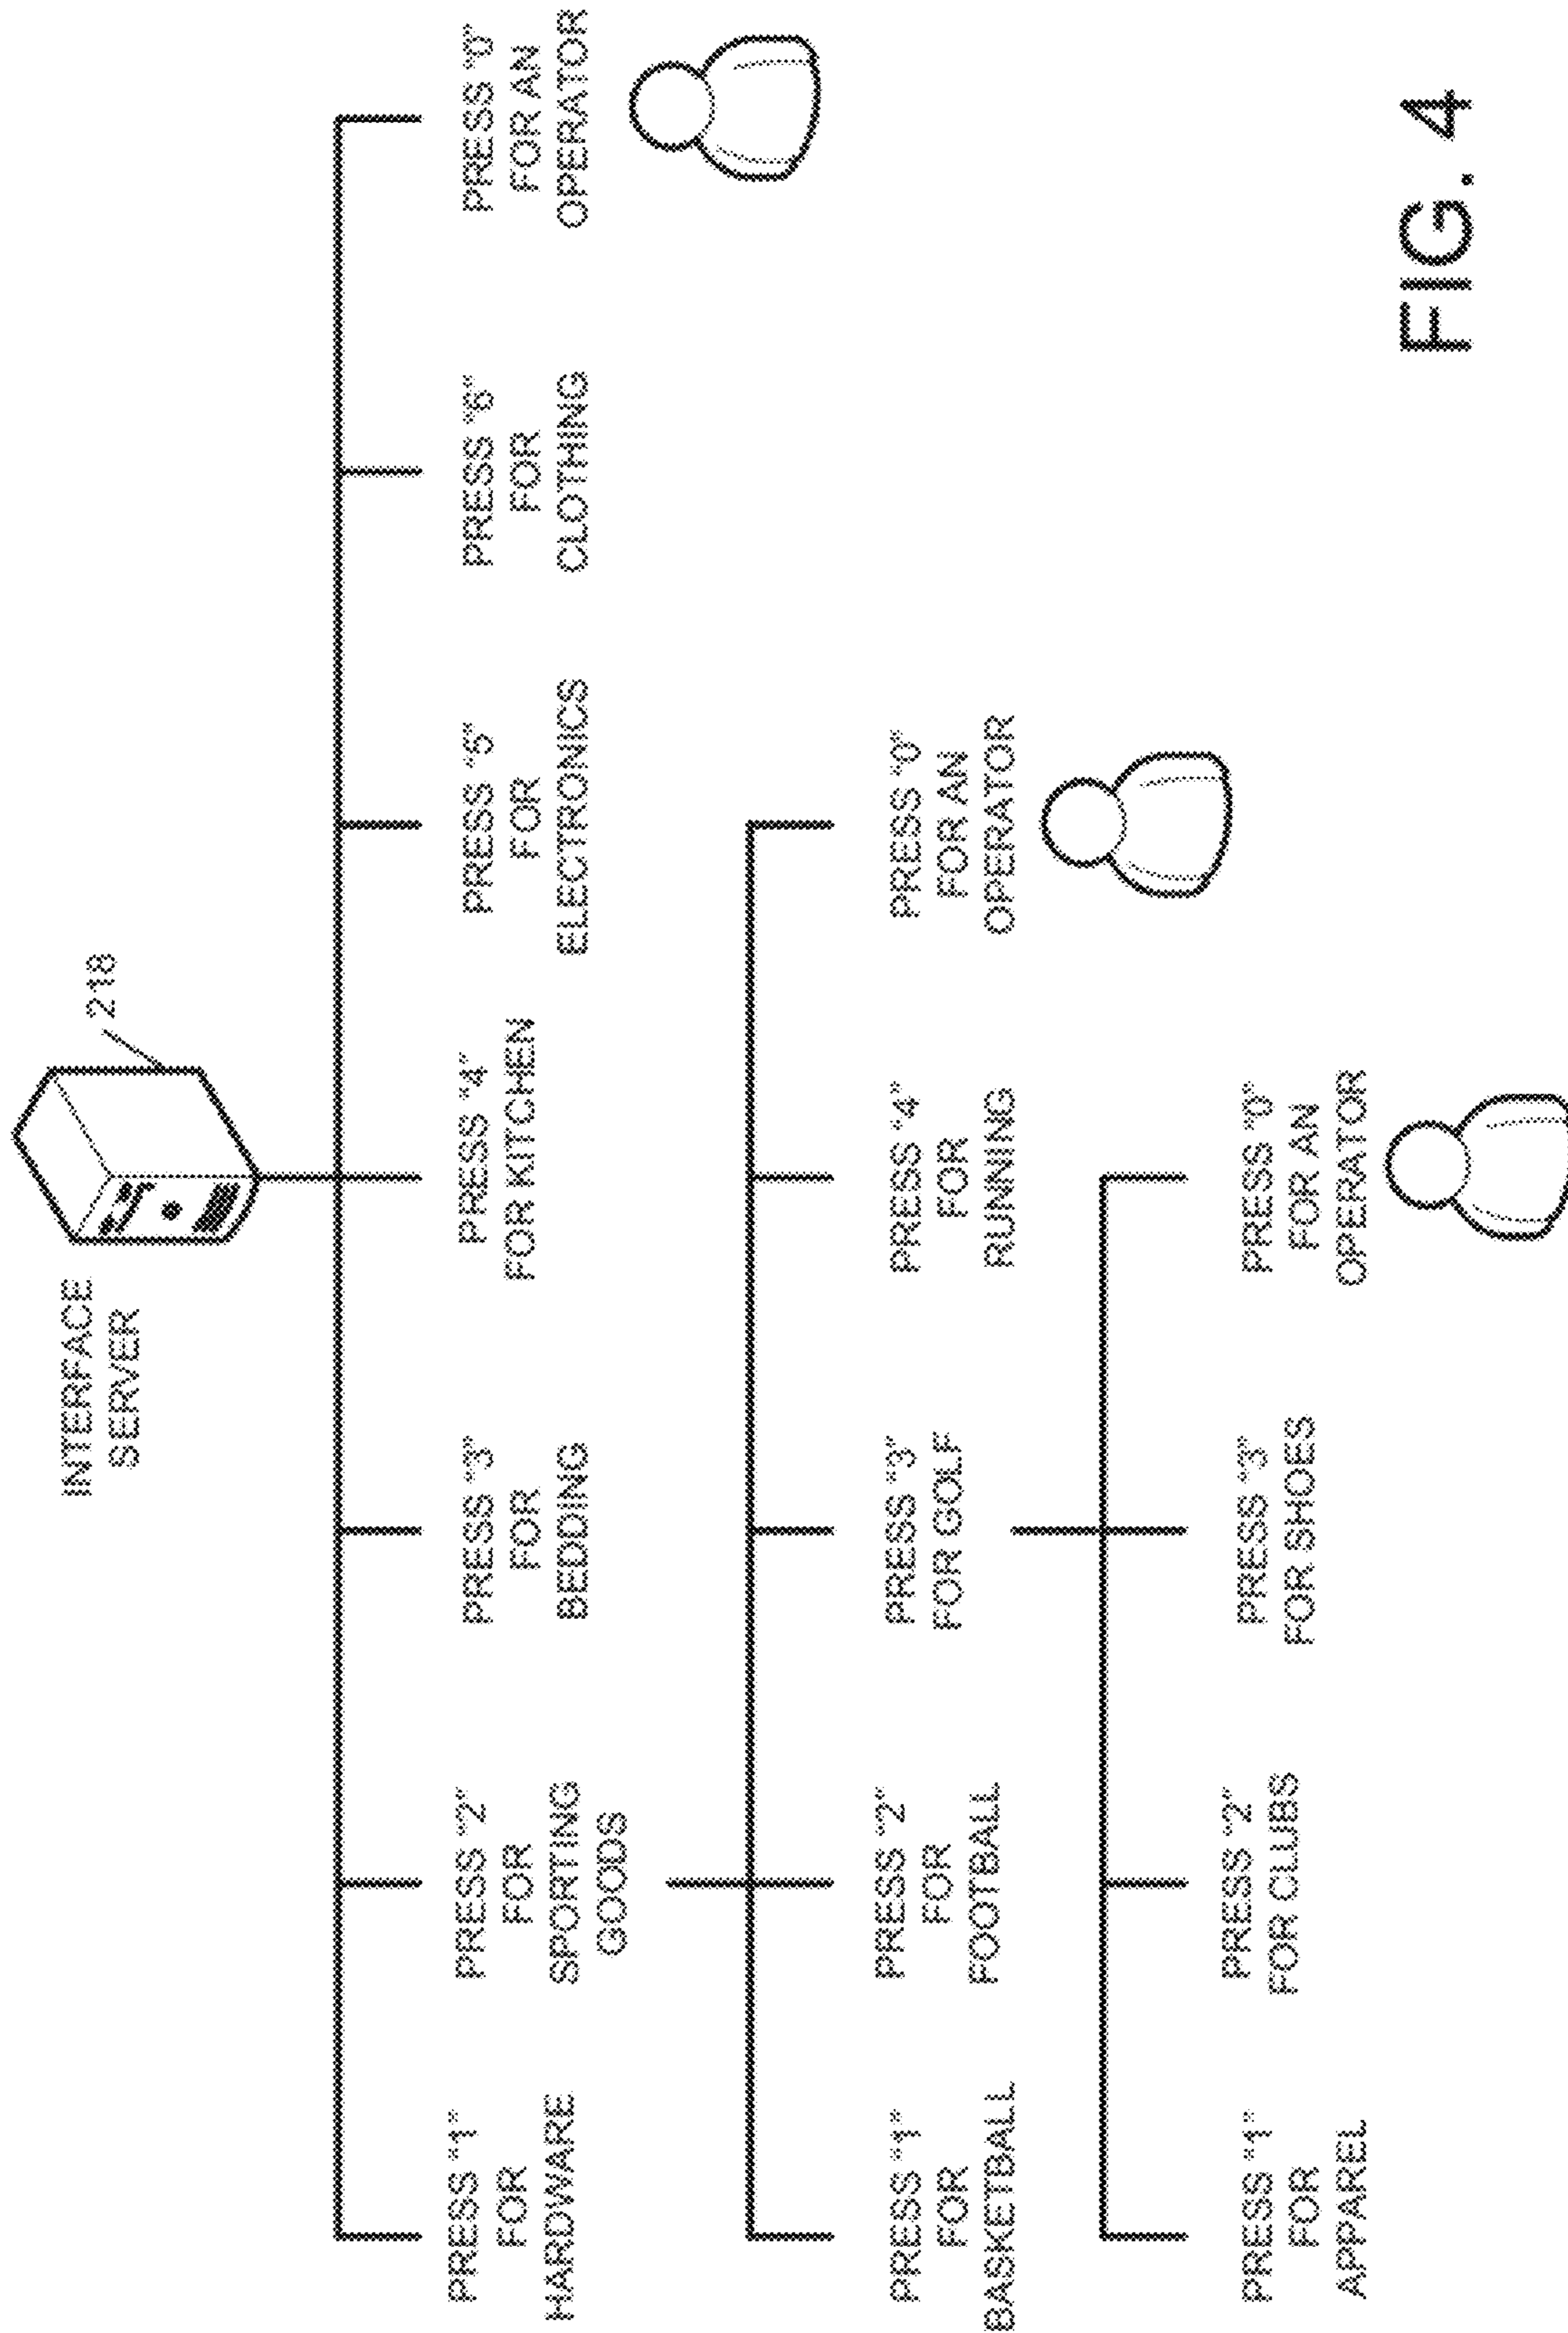 INTERFACE
SERVER
218
PRESS "1"
FOR
HARDWARE
PRESS "2"
FOR
SPORTING
GOODS
PRESS "3"
FOR
BEDDING
PRESS "4"
FOR KITCHEN
PRESS "5"
FOR
ELECTRONICS
PRESS "6"
FOR
CLOTHING
PRESS "0"
FOR AN
OPERATOR
PRESS "1"
FOR
BASKETBALL
PRESS "2"
FOR
FOOTBALL
PRESS "3"
FOR GOLF
PRESS "4"
FOR
RUNNING
PRESS "0"
FOR AN
OPERATOR
PRESS "1"
FOR
APPAREL
PRESS "2"
FOR CLUBS
PRESS "3"
FOR SHOES
PRESS "0"
FOR AN
OPERATOR
FIG. 4